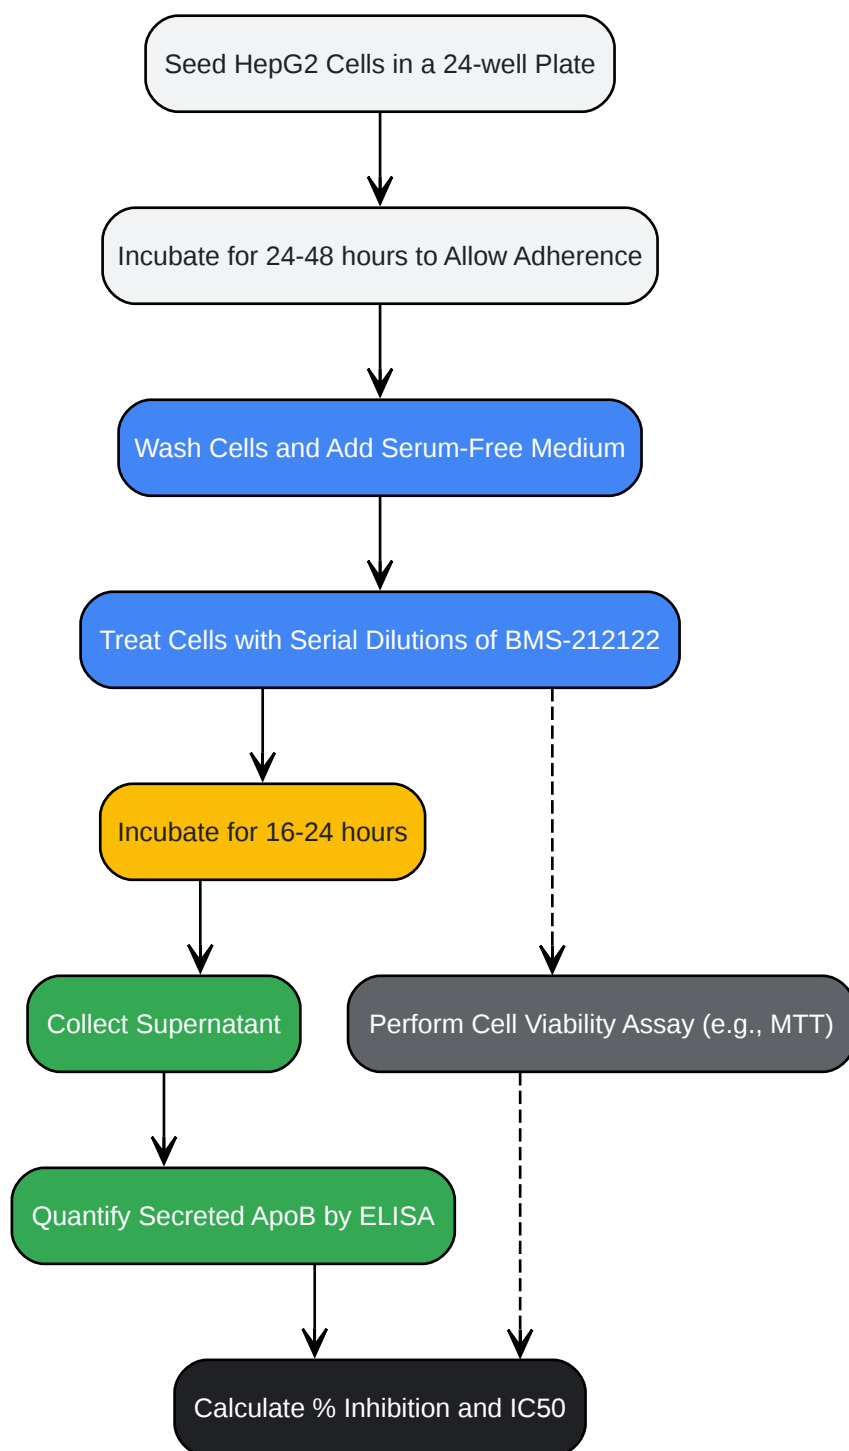 Seed HepG2 Cells in a 24-well Plate
Incubate for 24-48 hours to Allow Adherence
Wash Cells and Add Serum-Free Medium
Treat Cells with Serial Dilutions of BMS-212122
Incubate for 16-24 hours
Collect Supernatant
Perform Cell Viability Assay (e.g., MTT)
Quantify Secreted ApoB by ELISA
Calculate % Inhibition and IC50